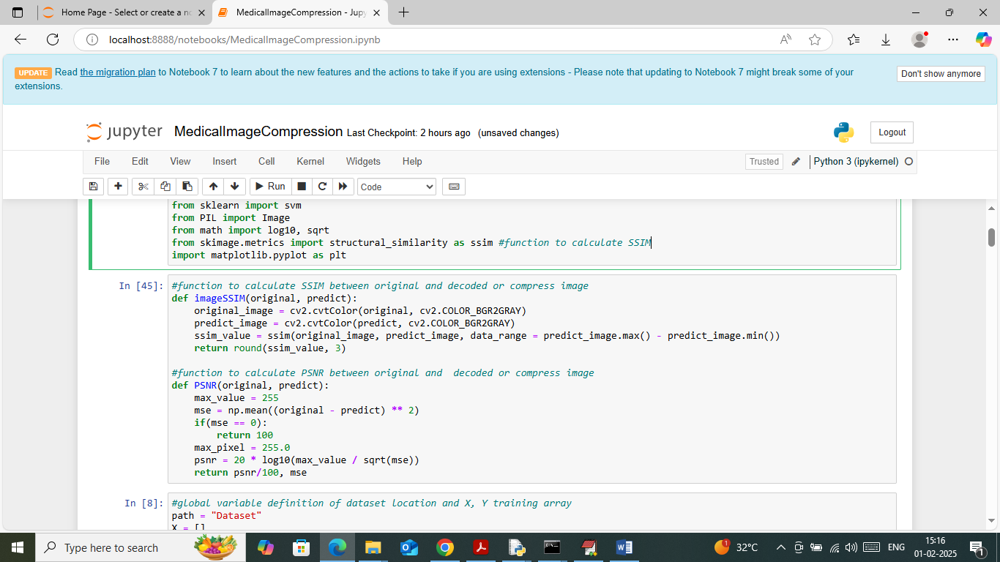 Home Page - Select or create a n
MedicalImageCompression - Jupy
localhost:8888/notebooks/MedicalImageCompression.ipynb
UPDATE Read the migration plan to Notebook 7 to learn about the new features and the actions to take if you are using extensions - Please note that updating to Notebook 7 might break some of your
extensions.
Don't show anymore
jupyter MedicalImageCompression Last Checkpoint: 2 hours ago (unsaved changes)
Logout
File Edit View Insert Cell Kernel Widgets Help
Trusted Python 3 (ipykernel)
Run Code
from sklearn import svm
from PIL import Image
from math import log10, sqrt
from skimage.metrics import structural_similarity as ssim #function to calculate SSIM
import matplotlib.pyplot as plt
In [45]:
#function to calculate SSIM between original and decoded or compress image
def imageSSIM(original, predict):
    original_image = cv2.cvtColor(original, cv2.COLOR_BGR2GRAY)
    predict_image = cv2.cvtColor(predict, cv2.COLOR_BGR2GRAY)
    ssim_value = ssim(original_image, predict_image, data_range = predict_image.max() - predict_image.min())
    return round(ssim_value, 3)
#function to calculate PSNR between original and  decoded or compress image
def PSNR(original, predict):
    max_value = 255
    mse = np.mean((original - predict) ** 2)
    if(mse == 0):
        return 100
    max_pixel = 255.0
    psnr = 20 * log10(max_value / sqrt(mse))
    return psnr/100, mse
In [8]:
#global variable definition of dataset location and X, Y training array
path = "Dataset"
X = []
Type here to search
1
32°C
ENG
15:16
01-02-2025
1